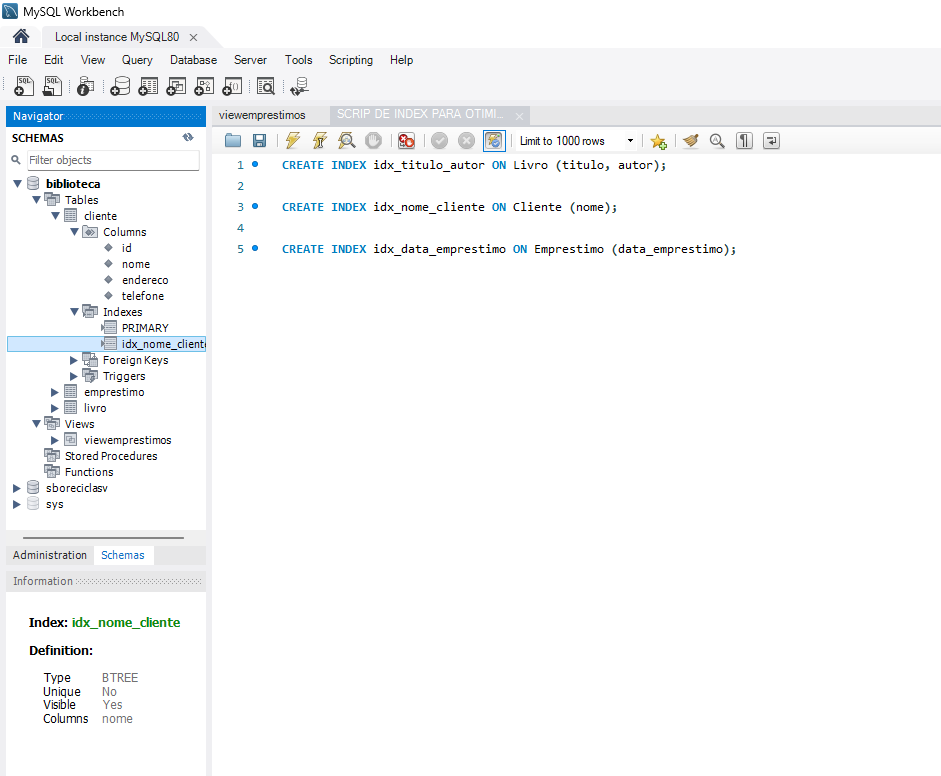 MySQL Workbench
Local instance MySQL80
File Edit View Query Database Server Tools Scripting Help
Navigator
SCHEMAS
Filter objects
biblioteca
Tables
cliente
Columns
id
nome
endereco
telefone
Indexes
PRIMARY
idx_nome_cliente
Foreign Keys
Triggers
emprestimo
livro
Views
viewemprestimos
Stored Procedures
Functions
sboreciclasv
sys
Administration Schemas
Information
Index: idx_nome_cliente
Definition:
Type BTREE
Unique No
Visible Yes
Columns nome
viewemprestimos SCRIP DE INDEX PARA OTIMI...
Limit to 1000 rows
1 CREATE INDEX idx_titulo_autor ON Livro (titulo, autor);
2
3 CREATE INDEX idx_nome_cliente ON Cliente (nome);
4
5 CREATE INDEX idx_data_emprestimo ON Emprestimo (data_emprestimo);